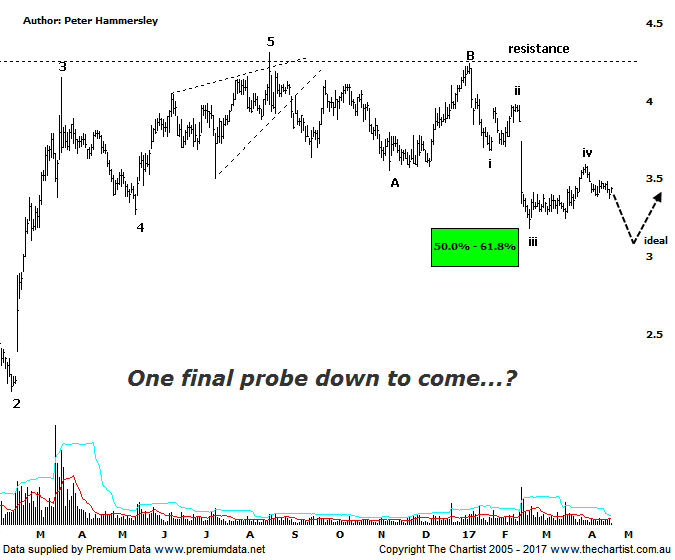 Author: Peter Hammersley
4.5
5
B
resistance
3
4
ii
iv
3.5
A
i
4
50.0% - 61.8%
iii
ideal
3
2.5
One final probe down to come...?
2
M A M J J A S O N D 17 F M A M
Data supplied by Premium Data www.premiumdata.net
Copyright The Chartist 2005 - 2017 www.thechartist.com.au